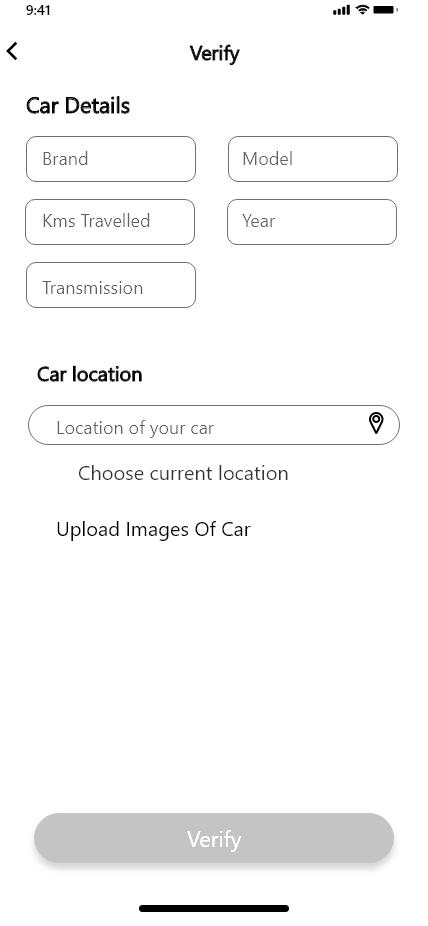 9:41
Verify
Car Details
Brand
Model
Kms Travelled
Year
Transmission
Car location
Location of your car
Choose current location
Upload Images Of Car
Verify